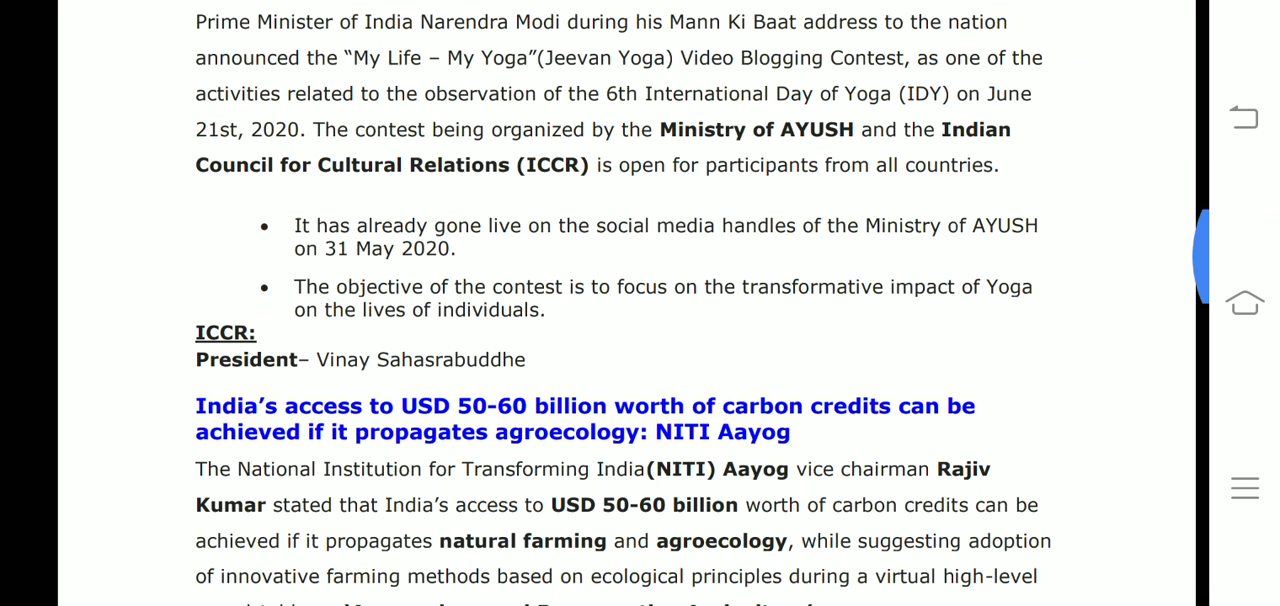 Prime Minister of India Narendra Modi during his Mann Ki Baat address to the nation
announced the “My Life – My Yoga”(Jeevan Yoga) Video Blogging Contest, as one of the
activities related to the observation of the 6th International Day of Yoga (IDY) on June
21st, 2020. The contest being organized by the Ministry of AYUSH and the Indian
Council for Cultural Relations (ICCR) is open for participants from all countries.
• It has already gone live on the social media handles of the Ministry of AYUSH
on 31 May 2020.
• The objective of the contest is to focus on the transformative impact of Yoga
on the lives of individuals.
ICCR:
President– Vinay Sahasrabuddhe
India’s access to USD 50-60 billion worth of carbon credits can be
achieved if it propagates agroecology: NITI Aayog
The National Institution for Transforming India(NITI) Aayog vice chairman Rajiv
Kumar stated that India’s access to USD 50-60 billion worth of carbon credits can be
achieved if it propagates natural farming and agroecology, while suggesting adoption
of innovative farming methods based on ecological principles during a virtual high-level